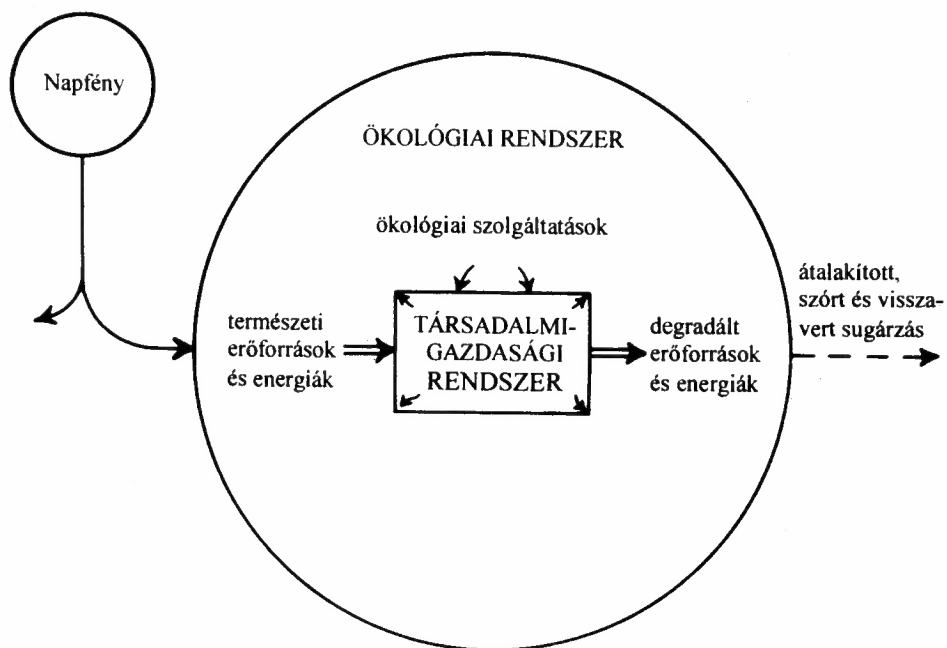 Napfény
ÖKOLÓGIAI RENDSZER
ökológiai szolgáltatások
természeti
erőforrások
és energiák
TÁRSADALMI-
GAZDASÁGI
RENDSZER
degradált
erőforrások
és energiák
átalakított,
szórt és vissza-
vert sugárzás